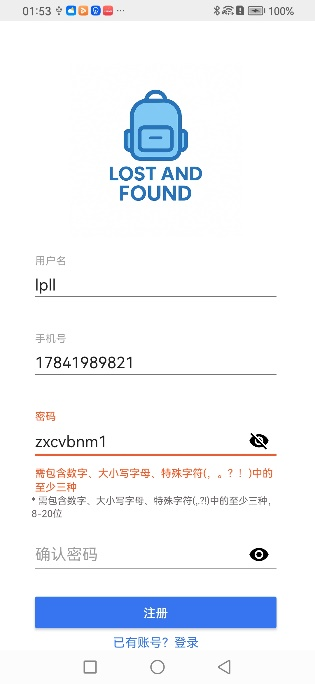 01:53
100%
LOST AND
FOUND
用户名
lpll
手机号
17841989821
密码
zxcvbnm1
需包含数字、大小写字母、特殊字符(，。？！)中的
至少三种
* 需包含数字、大小写字母、特殊字符(,.?!)中的至少三种，
8-20位
确认密码
注册
已有账号？登录